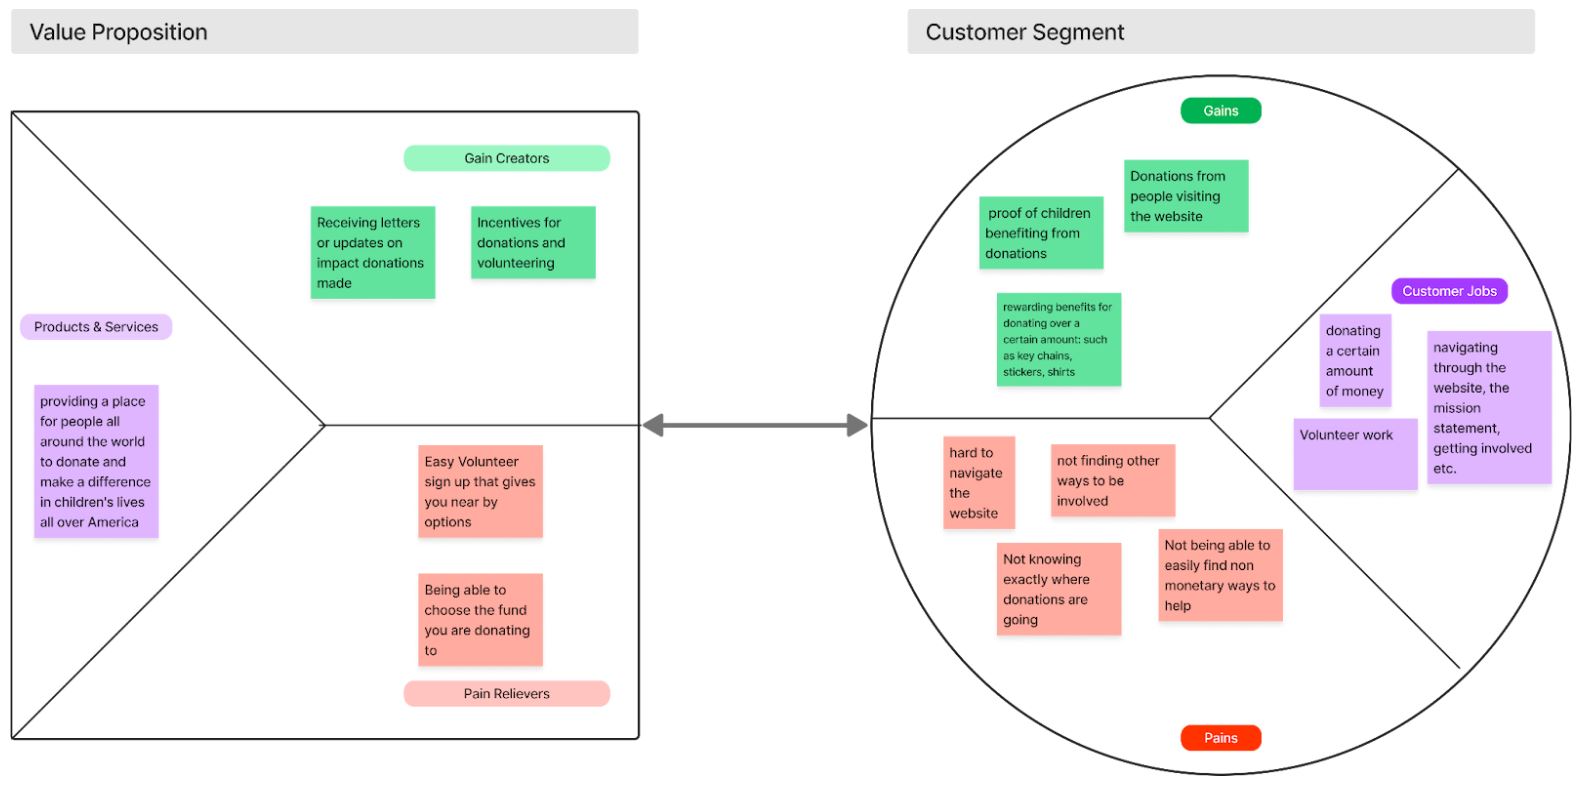 Value Proposition
Customer Segment
Gain Creators
Receiving letters
or updates on
impact donations
made
Incentives for
donations and
volunteering
Products & Services
providing a place
for people all
around the world
to donate and
make a difference
in children's lives
all over America
Easy Volunteer
sign up that gives
you near by
options
Being able to
choose the fund
you are donating
to
Pain Relievers
Gains
Donations from
people visiting
the website
proof of children
benefiting from
donations
rewarding benefits for
donating over a
certain amount: such
as key chains,
stickers, shirts
Customer Jobs
donating
a certain
amount
of money
navigating
through the
website, the
mission
statement,
getting involved
etc.
Volunteer work
hard to
navigate
the
website
not finding other
ways to be
involved
Not knowing
exactly where
donations are
going
Not being able to
easily find non
monetary ways to
help
Pains